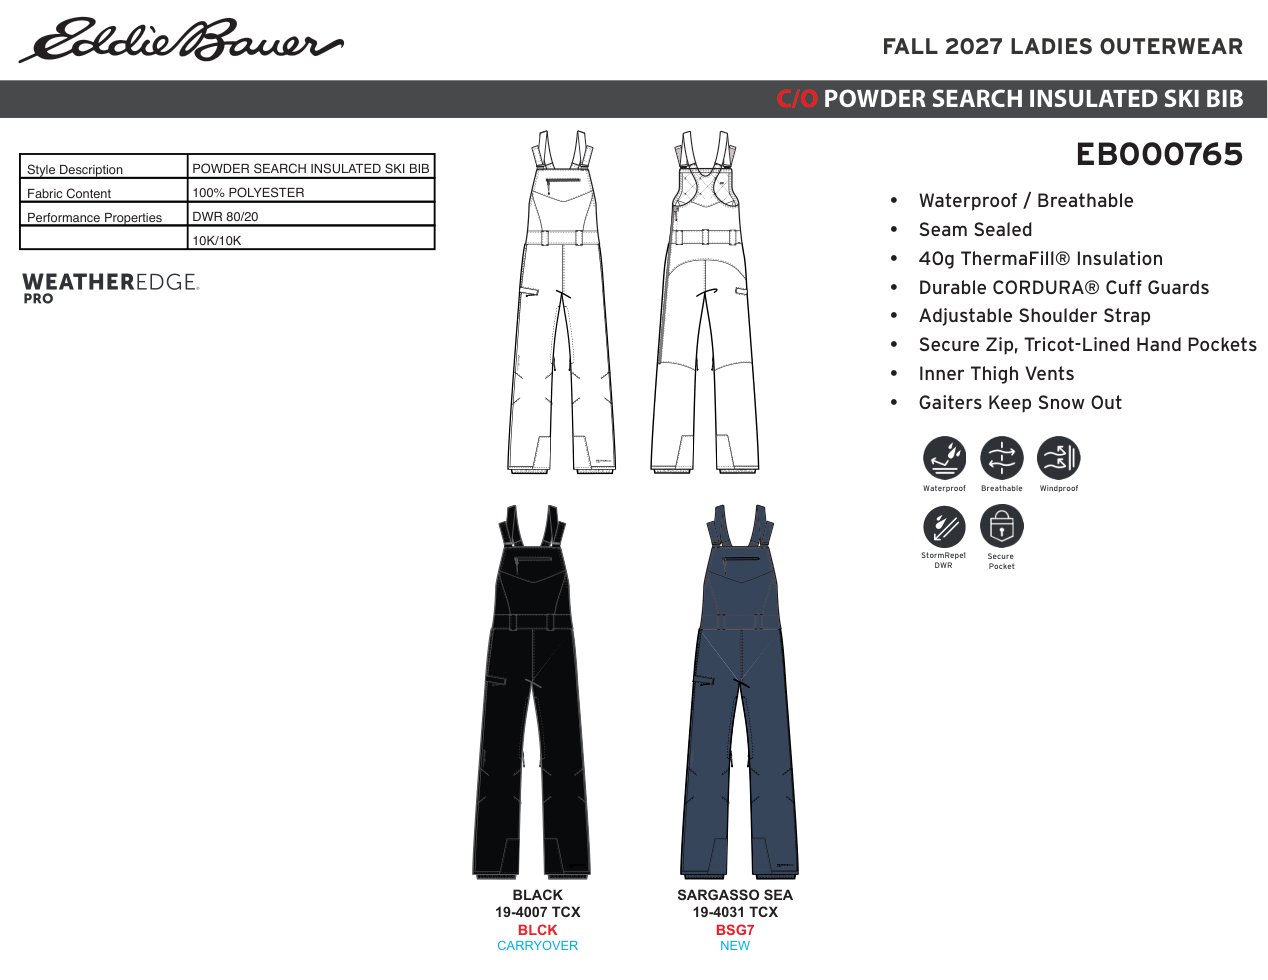 Eddie Bauer
FALL 2027 LADIES OUTERWEAR
C/O POWDER SEARCH INSULATED SKI BIB
EB000765
Style Description POWDER SEARCH INSULATED SKI BIB
Fabric Content 100% POLYESTER
Performance Properties DWR 80/20
10K/10K
WEATHEREDGE®
PRO
• Waterproof / Breathable
• Seam Sealed
• 40g ThermaFill® Insulation
• Durable CORDURA® Cuff Guards
• Adjustable Shoulder Strap
• Secure Zip, Tricot-Lined Hand Pockets
• Inner Thigh Vents
• Gaiters Keep Snow Out
Waterproof Breathable Windproof
StormRepel
DWR
Secure
Pocket
BLACK
19-4007 TCX
BLCK
CARRYOVER
SARGASSO SEA
19-4031 TCX
BSG7
NEW